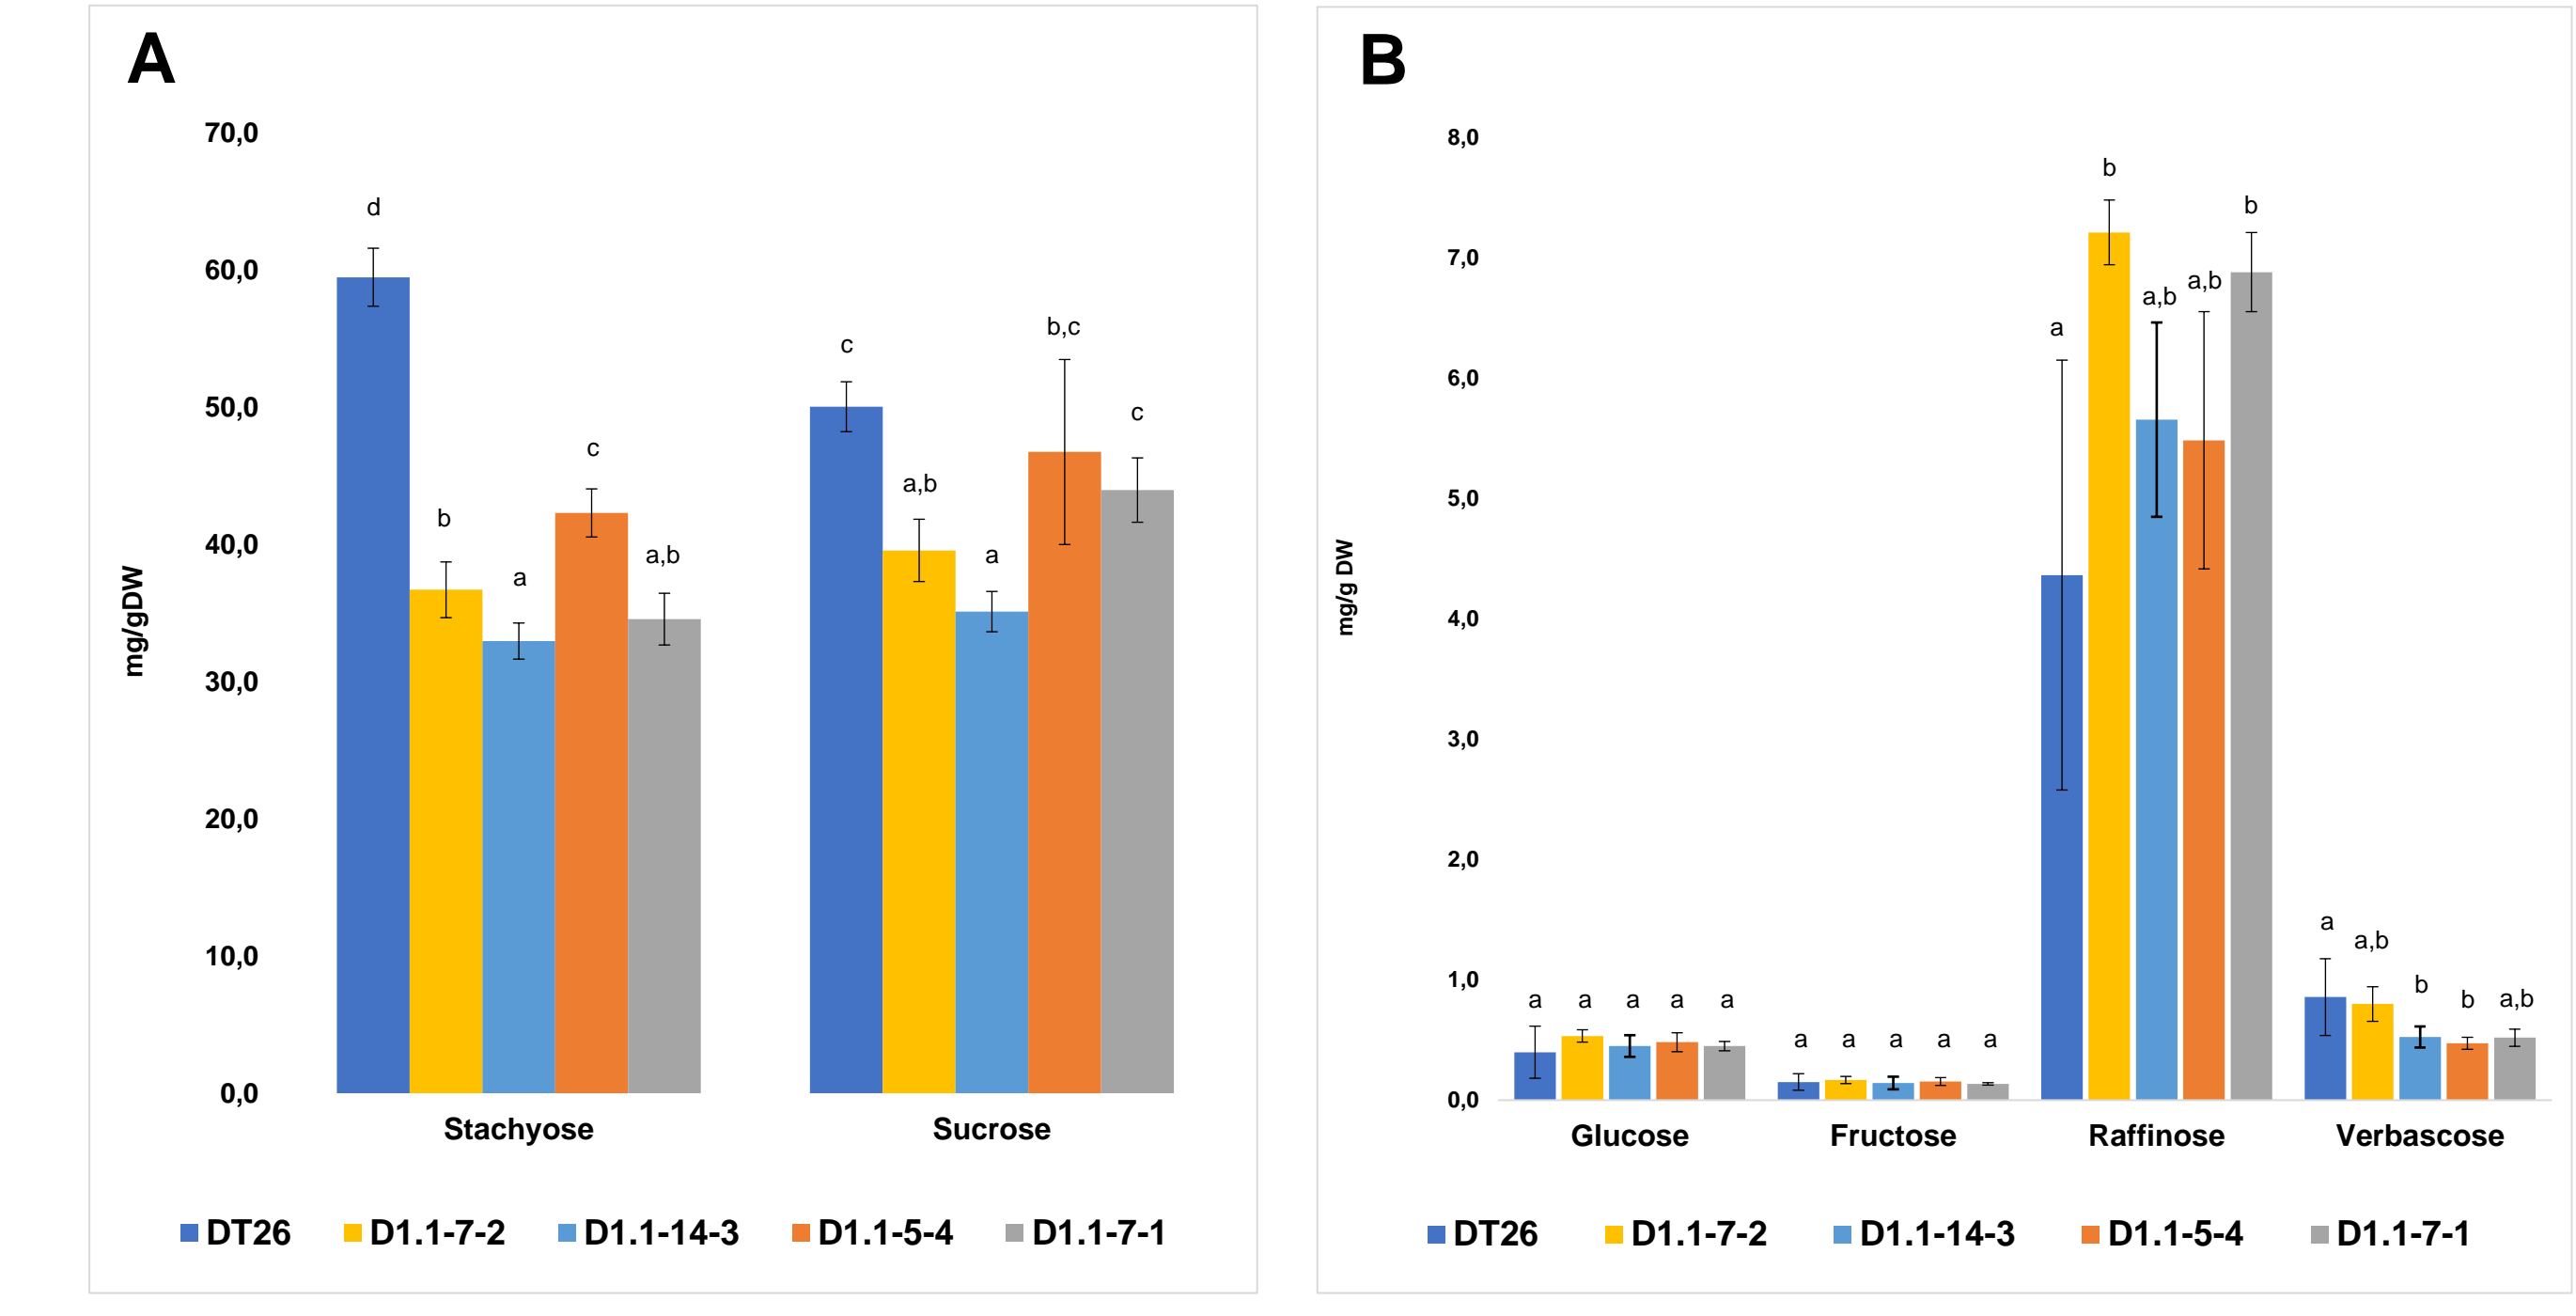 A
70,0
60,0
50,0
40,0
30,0
20,0
10,0
0,0
mg/gDW
d
b
a
c
a,b
c
a,b
a
b,c
c
Stachyose
Sucrose
DT26
D1.1-7-2
D1.1-14-3
D1.1-5-4
D1.1-7-1
B
8,0
7,0
6,0
5,0
4,0
3,0
2,0
1,0
0,0
mg/g DW
a
a
a
a
a
a
a
a
a
a
a
b
a,b
a,b
b
a
a,b
b
b
a,b
Glucose
Fructose
Raffinose
Verbascose
DT26
D1.1-7-2
D1.1-14-3
D1.1-5-4
D1.1-7-1